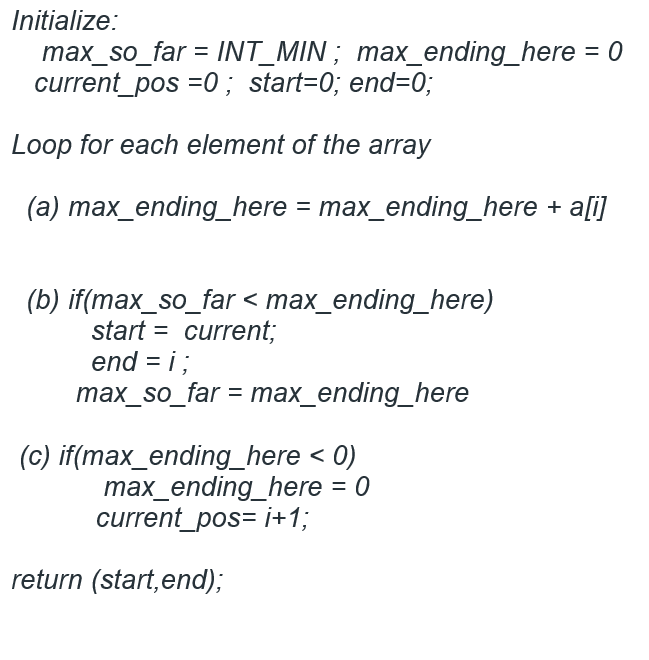 Initialize:
max_so_far = INT_MIN ;  max_ending_here = 0
current_pos =0 ;  start=0; end=0;
Loop for each element of the array
(a) max_ending_here = max_ending_here + a[i]
(b) if(max_so_far < max_ending_here)
start =  current;
end = i ;
max_so_far = max_ending_here
(c) if(max_ending_here < 0)
max_ending_here = 0
current_pos= i+1;
return (start,end);